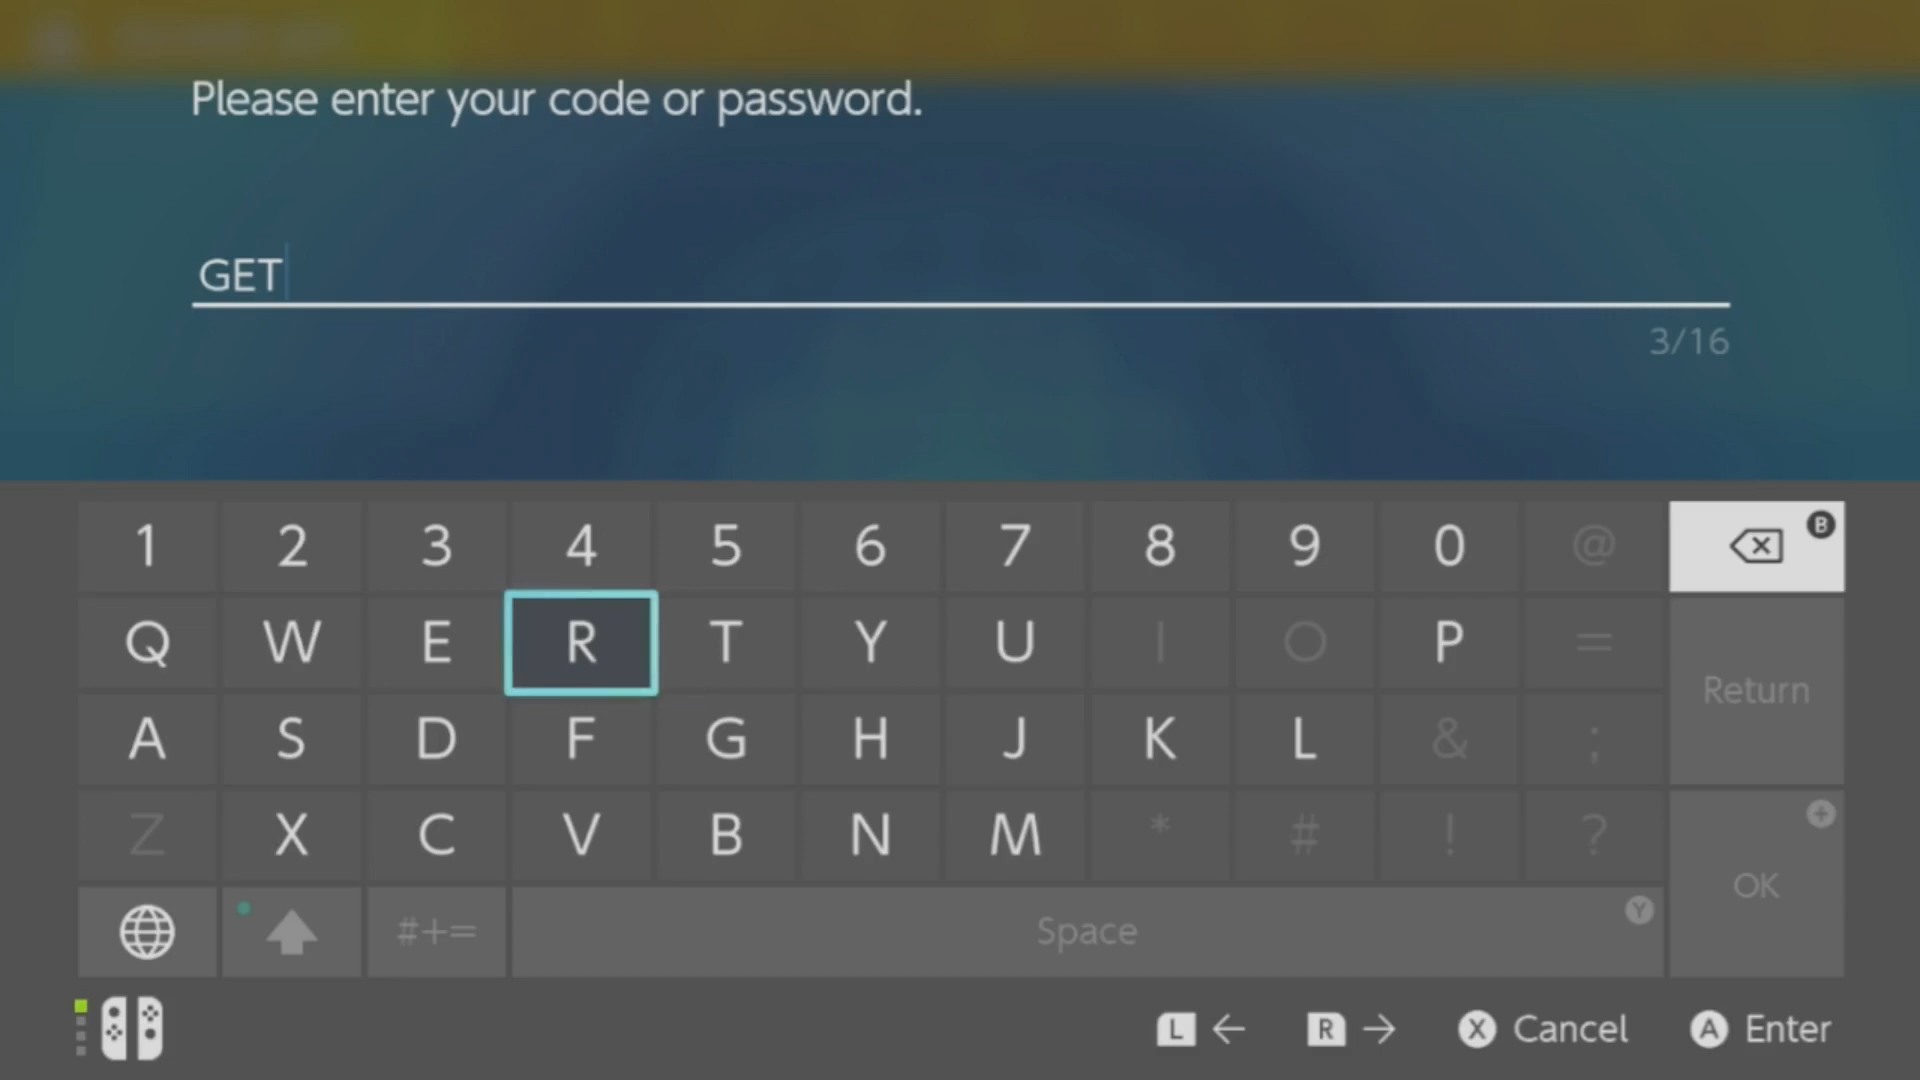 Please enter your code or password.
GET
3/16
1 2 3 4 5 6 7 8 9 0 @ B
Q W E R T Y U I O P = Return
A S D F G H J K L & ;
Z X C V B N M * # ! ? + OK
#+= Space Y
L ← R → X Cancel A Enter